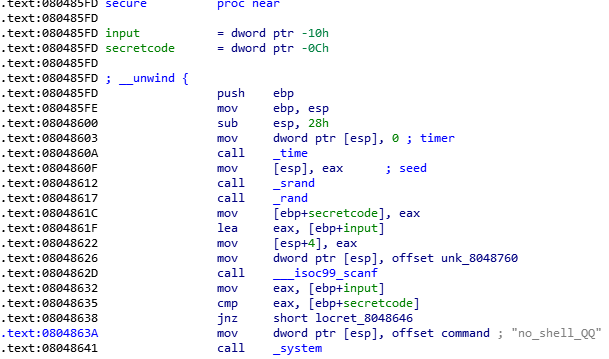 .text:080485FD secure proc near
.text:080485FD
.text:080485FD input = dword ptr -10h
.text:080485FD secretcode = dword ptr -0Ch
.text:080485FD
.text:080485FD ; __unwind {
.text:080485FD push ebp
.text:080485FE mov ebp, esp
.text:08048600 sub esp, 28h
.text:08048603 mov dword ptr [esp], 0 ; timer
.text:0804860A call _time
.text:0804860F mov [esp], eax ; seed
.text:08048612 call _srand
.text:08048617 call _rand
.text:0804861C mov [ebp+secretcode], eax
.text:0804861F lea eax, [ebp+input]
.text:08048622 mov [esp+4], eax
.text:08048626 mov dword ptr [esp], offset unk_8048760
.text:0804862D call ___isoc99_scanf
.text:08048632 mov eax, [ebp+input]
.text:08048635 cmp eax, [ebp+secretcode]
.text:08048638 jnz short locret_8048646
.text:0804863A mov dword ptr [esp], offset command ; "no_shell_QQ"
.text:08048641 call _system